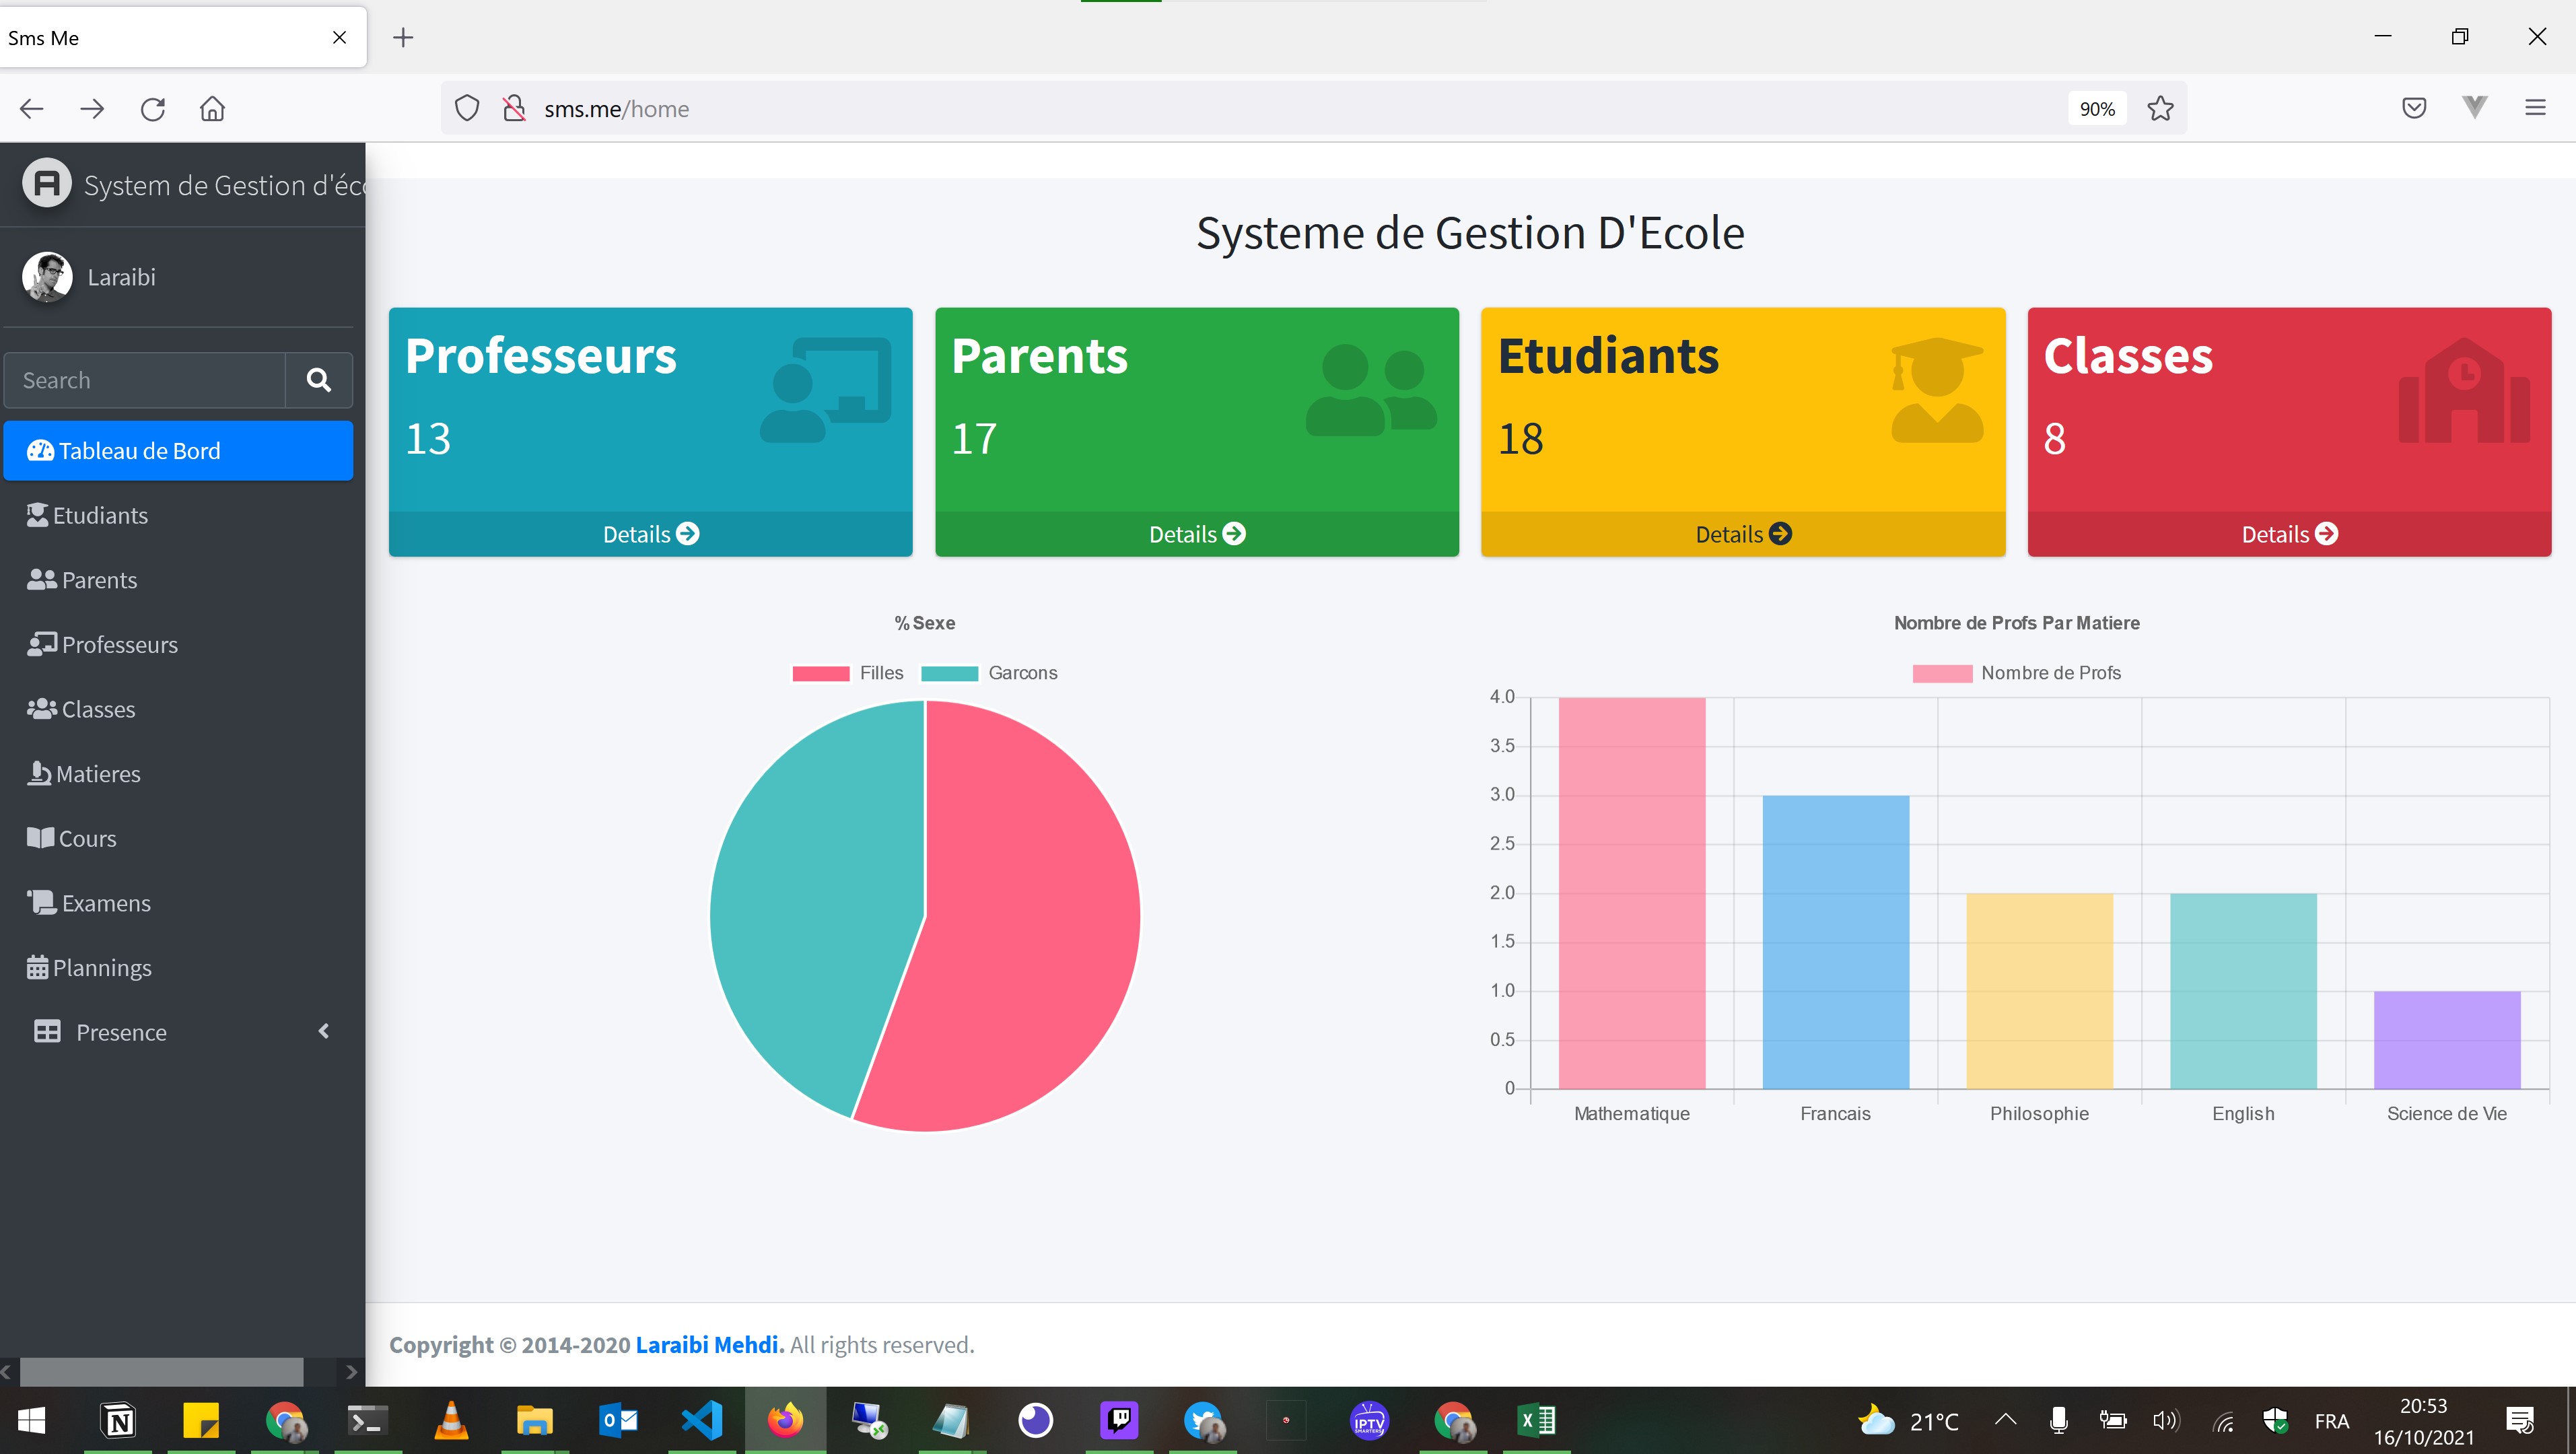 Sms Me
sms.me/home
90%
System de Gestion d'éc
Laraibi
Search
Tableau de Bord
Etudiants
Parents
Professeurs
Classes
Matieres
Cours
Examens
Plannings
Presence
Systeme de Gestion D'Ecole
Professeurs
13
Details
Parents
17
Details
Etudiants
18
Details
Classes
8
Details
% Sexe
Filles Garcons
Nombre de Profs Par Matiere
Nombre de Profs
4.0
3.5
3.0
2.5
2.0
1.5
1.0
0.5
0
Mathematique Francais Philosophie English Science de Vie
Copyright © 2014-2020 Laraibi Mehdi. All rights reserved.
IPTV
SMARTERS
21°C
FRA
20:53
16/10/2021